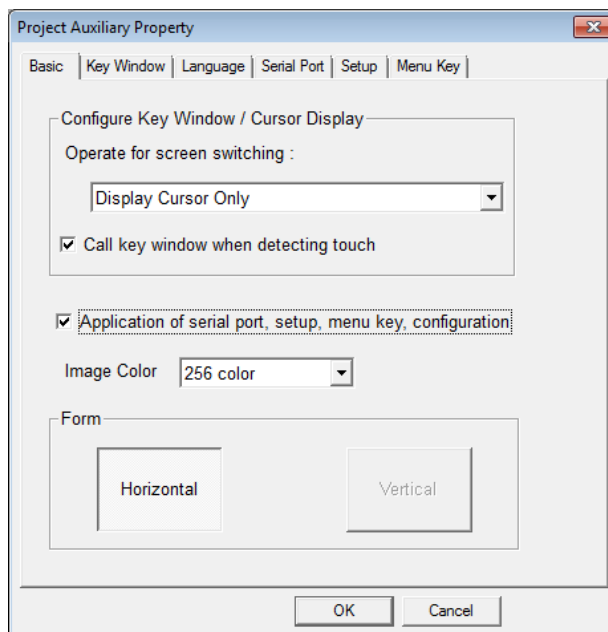 Project Auxiliary Property
Basic Key Window Language Serial Port Setup Menu Key
Configure Key Window / Cursor Display
Operate for screen switching :
Display Cursor Only
Call key window when detecting touch
Application of serial port, setup, menu key, configuration
Image Color 256 color
Form
Horizontal Vertical
OK Cancel